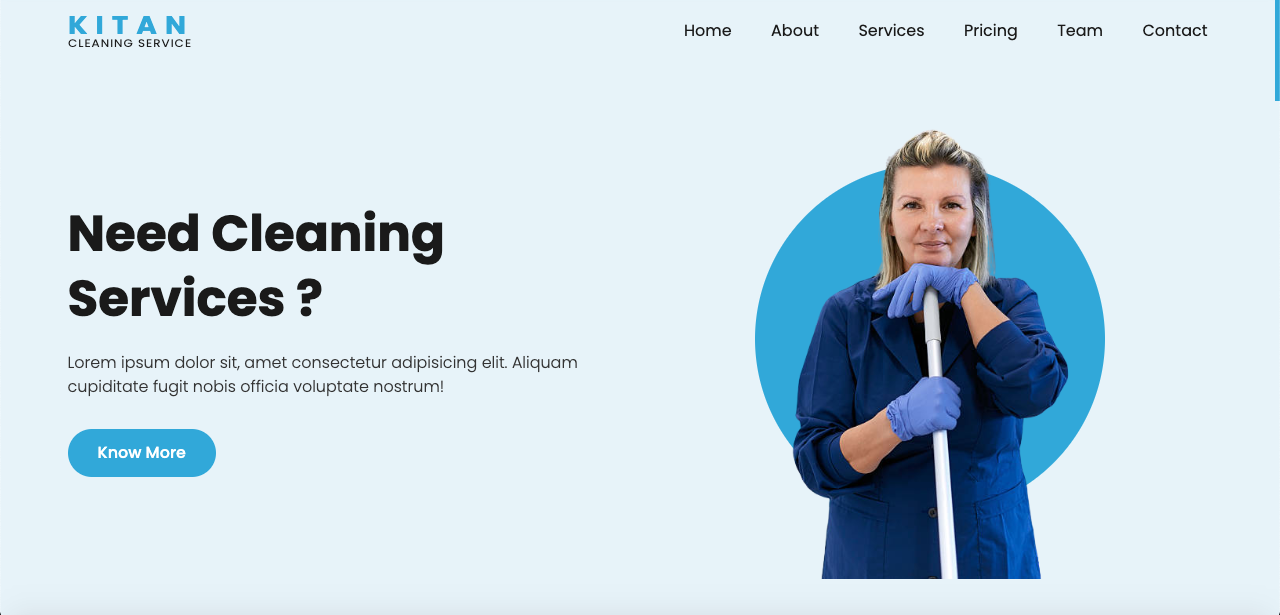 KITAN
CLEANING SERVICE
Home About Services Pricing Team Contact
Need Cleaning
Services ?
Lorem ipsum dolor sit, amet consectetur adipisicing elit. Aliquam
cupiditate fugit nobis officia voluptate nostrum!
Know More